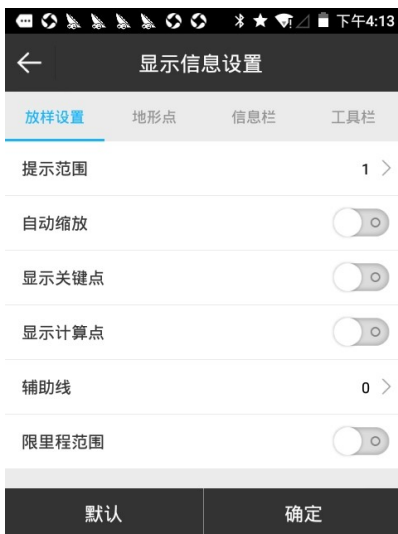 下午4:13
显示信息设置
放样设置 地形点 信息栏 工具栏
提示范围 1
自动缩放
显示关键点
显示计算点
辅助线 0
限里程范围
默认 确定